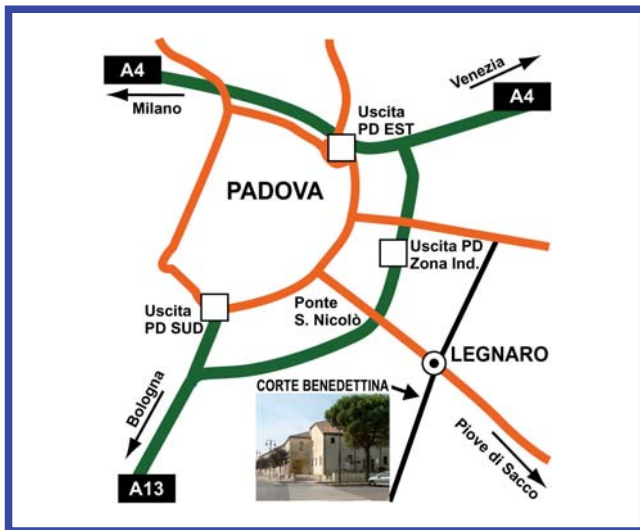 A4
Milano
Uscita
PD EST
Venezia
A4
PADOVA
Uscita PD
Zona Ind.
Uscita
PD SUD
Ponte
S. Nicolò
LEGNARO
CORTE BENEDETTINA
Bologna
Piove di Sacco
A13